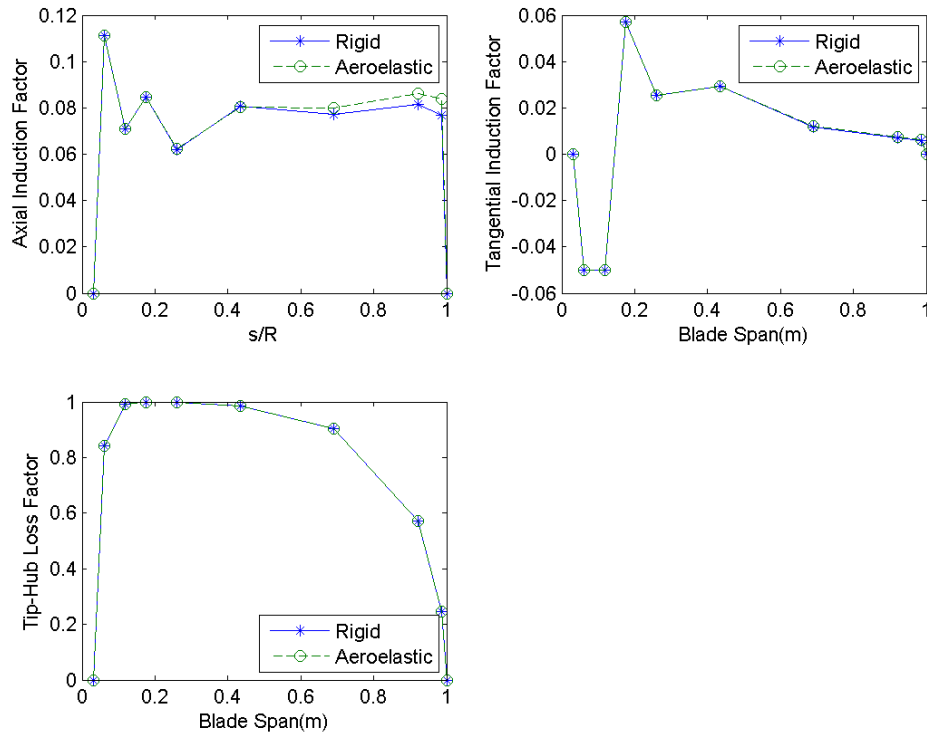 Axial Induction Factor
0.12
0.1
0.08
0.06
0.04
0.02
0
0 0.2 0.4 0.6 0.8 1
s/R
Rigid
Aeroelastic
Tangential Induction Factor
0.06
0.04
0.02
0
-0.02
-0.04
-0.06
0 0.2 0.4 0.6 0.8 1
Blade Span(m)
Rigid
Aeroelastic
Tip-Hub Loss Factor
1
0.8
0.6
0.4
0.2
0
0 0.2 0.4 0.6 0.8 1
Blade Span(m)
Rigid
Aeroelastic